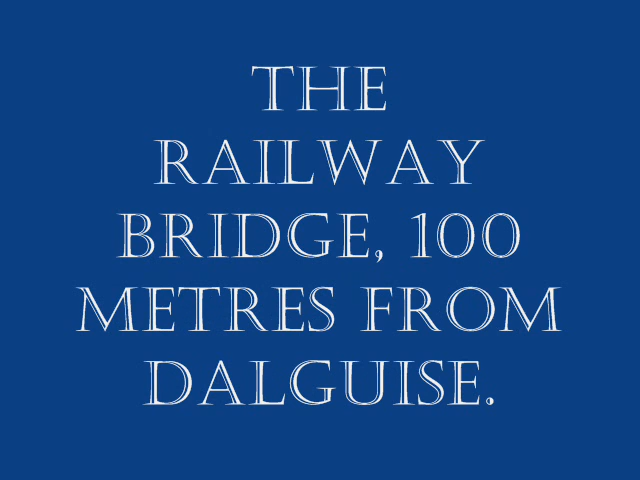 THE
RAILWAY
BRIDGE, 100
METRES FROM
DALGUISE.